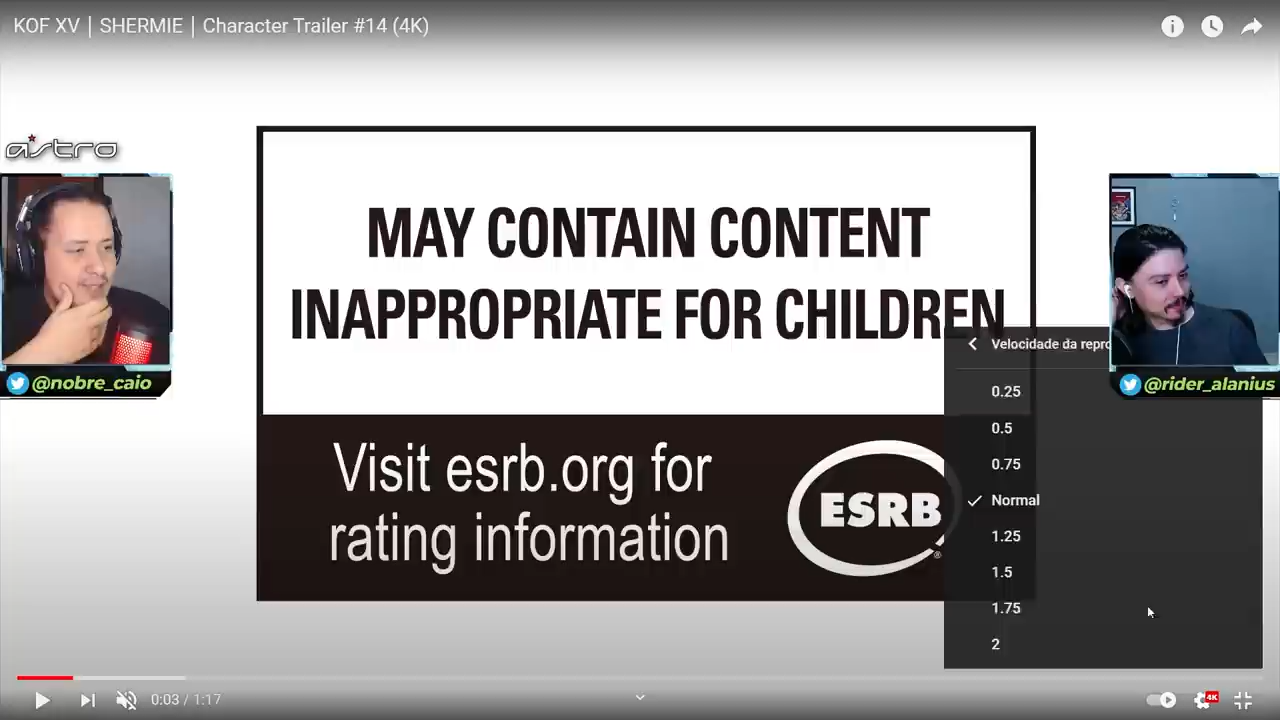 KOF XV | SHERMIE | Character Trailer #14 (4K)
astro
MAY CONTAIN CONTENT
INAPPROPRIATE FOR CHILDREN
Visit esrb.org for
rating information
ESRB
®
@nobre_caio
@rider_alanius
Velocidade da repro
0.25
0.5
0.75
Normal
1.25
1.5
1.75
2
0:03 / 1:17
4K